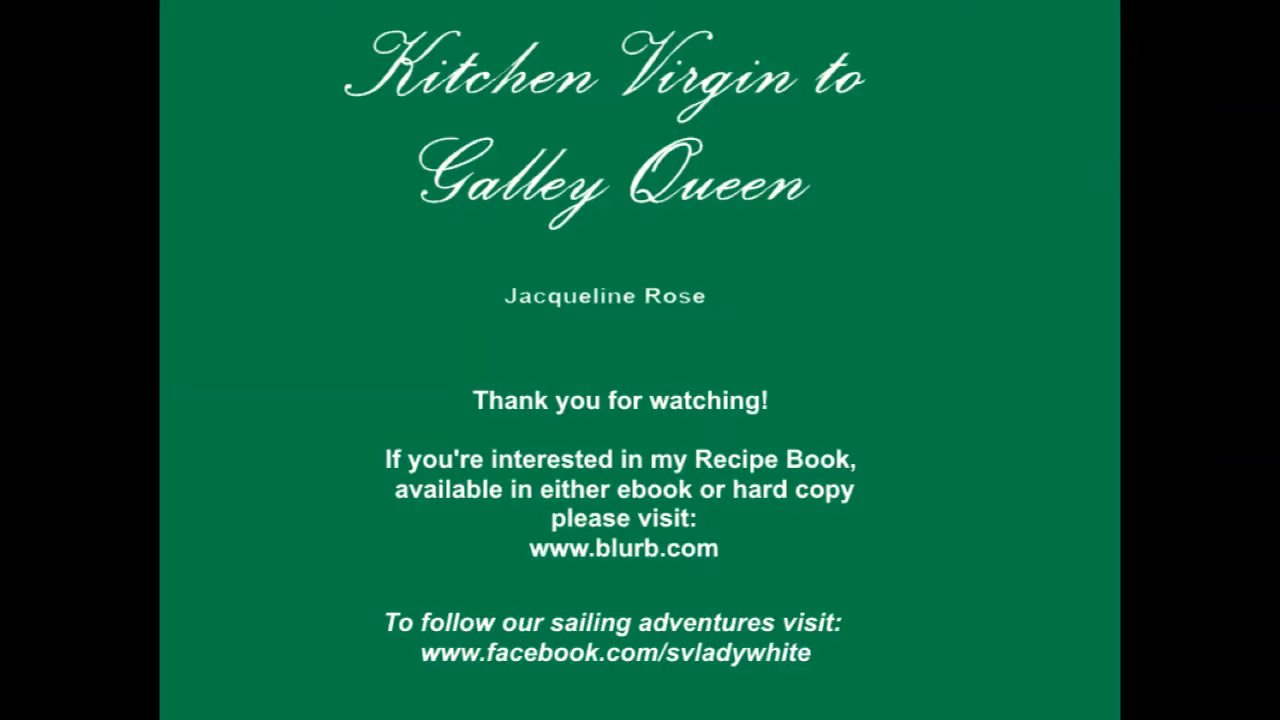 Kitchen Virgin to
Galley Queen
Jacqueline Rose
Thank you for watching!
If you're interested in my Recipe Book,
available in either ebook or hard copy
please visit:
www.blurb.com
To follow our sailing adventures visit:
www.facebook.com/svladywhite